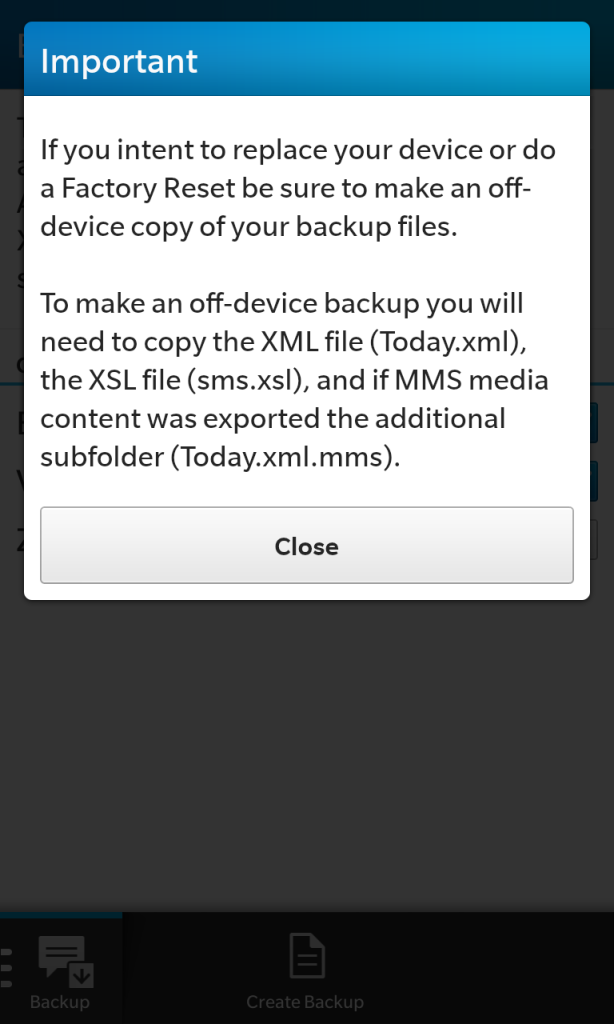 Important
If you intent to replace your device or do
a Factory Reset be sure to make an off-
device copy of your backup files.
To make an off-device backup you will
need to copy the XML file (Today.xml),
the XSL file (sms.xsl), and if MMS media
content was exported the additional
subfolder (Today.xml.mms).
Close
Backup
Create Backup